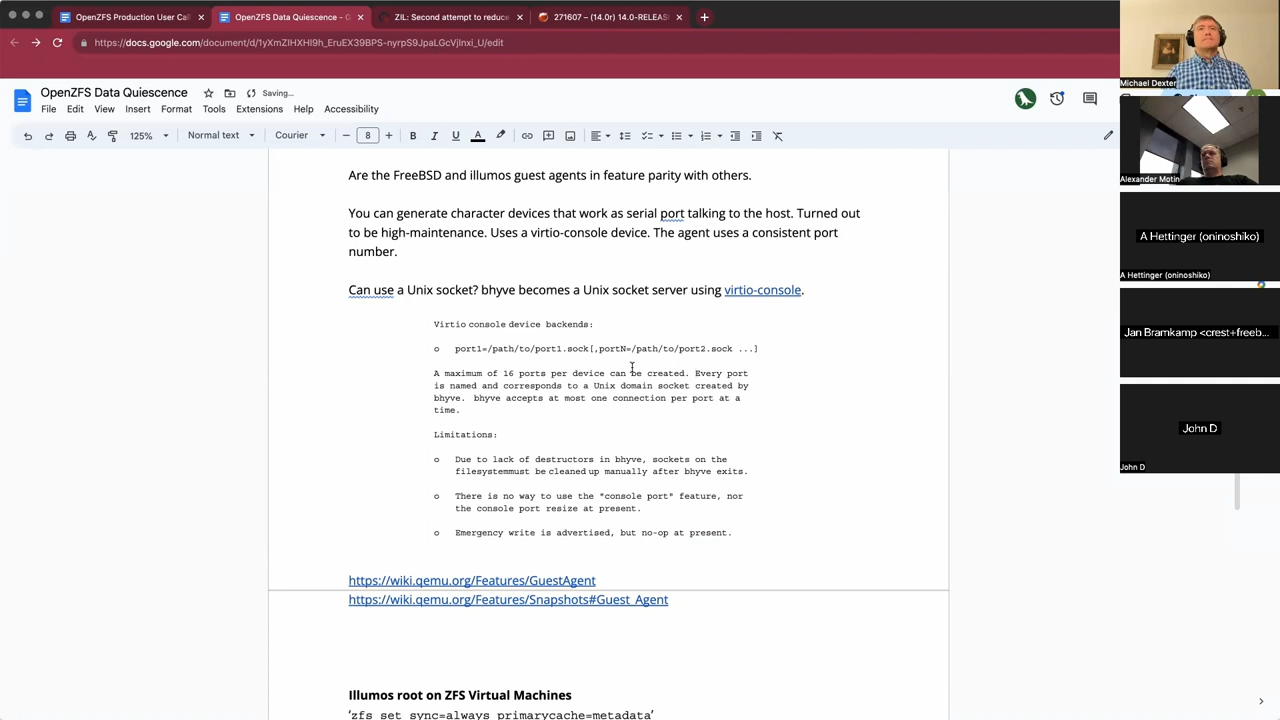 OpenZFS Production User Cal
OpenZFS Data Quiescence - G
ZIL: Second attempt to reduce
271607 – (14.0r) 14.0-RELEAS
https://docs.google.com/document/d/1yXmZIHXHI9h_EruEX39BPS-nyrpS9JpaLGcVjlnxi_U/edit
OpenZFS Data Quiescence
Saving...
File Edit View Insert Format Tools Extensions Help Accessibility
125% Normal text Courier 8 B I U A
Are the FreeBSD and illumos guest agents in feature parity with others.
You can generate character devices that work as serial port talking to the host. Turned out
to be high-maintenance. Uses a virtio-console device. The agent uses a consistent port
number.
Can use a Unix socket? bhyve becomes a Unix socket server using virtio-console.
Virtio console device backends:
o port1=/path/to/port1.sock[,portN=/path/to/port2.sock ...]
A maximum of 16 ports per device can be created. Every port
is named and corresponds to a Unix domain socket created by
bhyve. bhyve accepts at most one connection per port at a
time.
Limitations:
o Due to lack of destructors in bhyve, sockets on the
filesystemmust be cleaned up manually after bhyve exits.
o There is no way to use the "console port" feature, nor
the console port resize at present.
o Emergency write is advertised, but no-op at present.
https://wiki.qemu.org/Features/GuestAgent
https://wiki.qemu.org/Features/Snapshots#Guest_Agent
Illumos root on ZFS Virtual Machines
'zfs set sync=always primarycache=metadata'
Michael Dexter
Alexander Motin
A Hettinger (oninoshiko)
A Hettinger (oninoshiko)
Jan Bramkamp <crest+freeb...
John D
John D